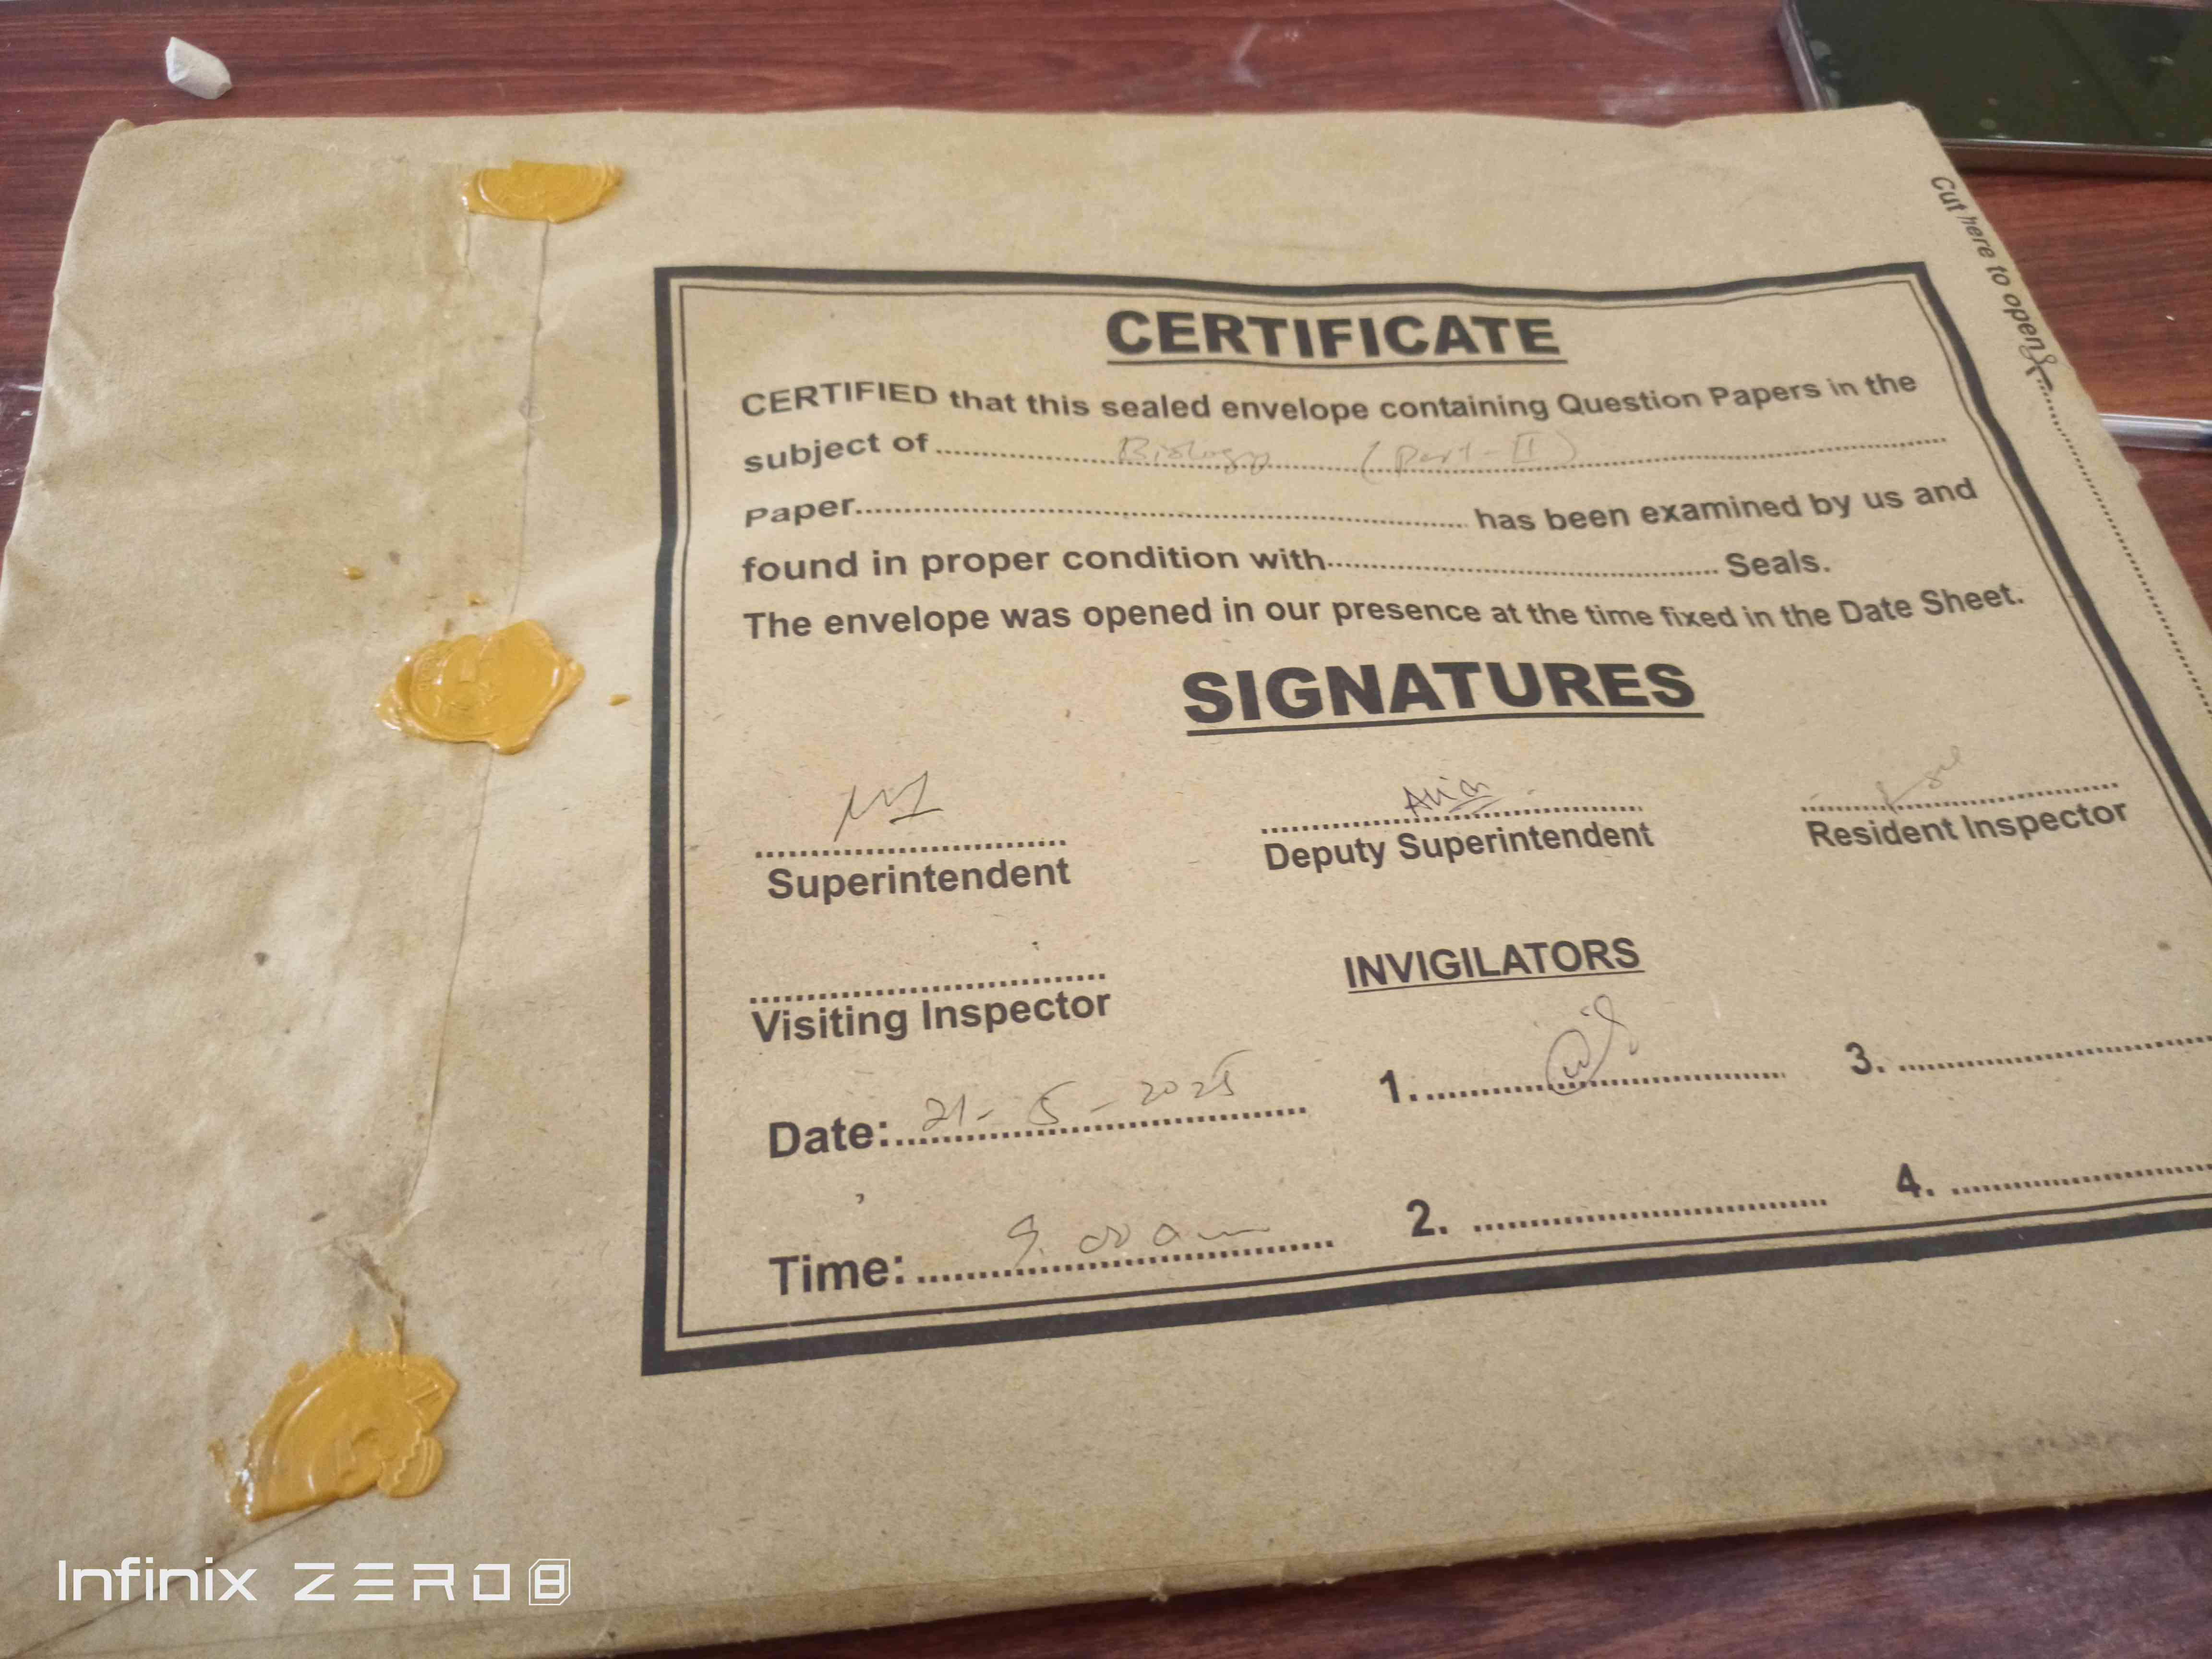 Cut here to open
CERTIFICATE
CERTIFIED that this sealed envelope containing Question Papers in the
subject of Biology (Part-II)
Paper has been examined by us and
found in proper condition with Seals.
The envelope was opened in our presence at the time fixed in the Date Sheet.
SIGNATURES
Superintendent Deputy Superintendent Resident Inspector
Visiting Inspector
INVIGILATORS
Date: 21-5-2025 1. 3.
Time: 9.00 am 2. 4.
Infinix ZERO 8